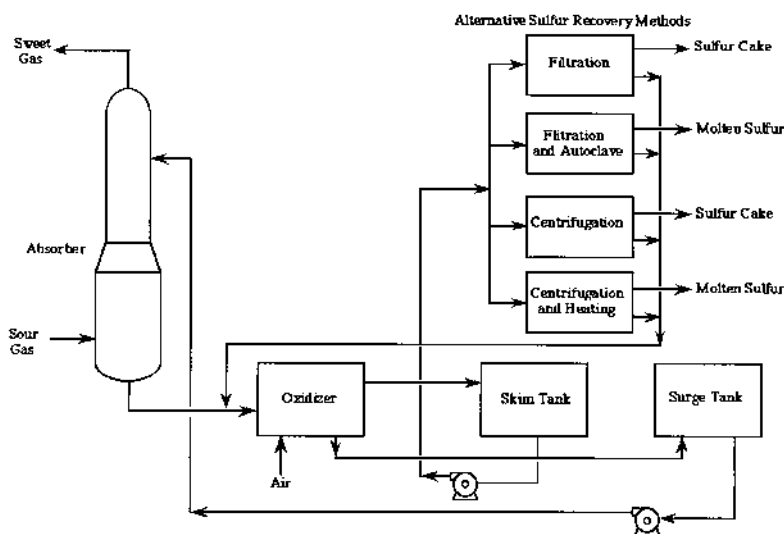 Alternative Sulfur Recovery Methods
Sweet
Gas
Filtration
Sulfur Cake
Flitration
and Autoclave
Molten Sulfur
Centrifugation
Sulfur Cake
Absorber
Centrifugation
and Heating
Molten Sulfur
Sour
Gas
Oxidizer
Skim Tank
Surge Tank
Air